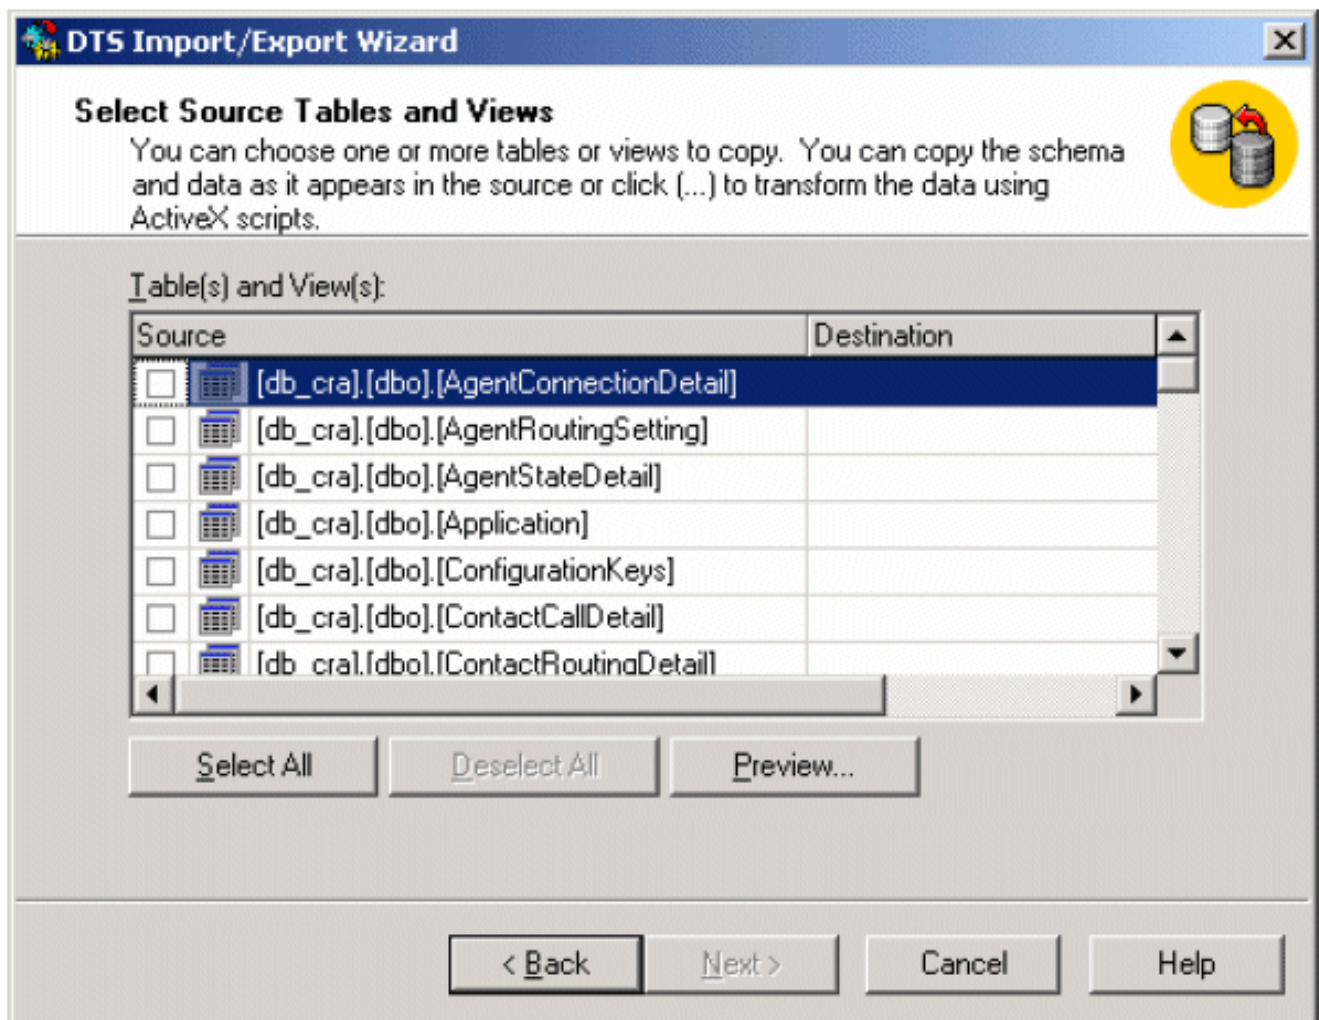 DTS Import/Export Wizard
Select Source Tables and Views
You can choose one or more tables or views to copy. You can copy the schema
and data as it appears in the source or click (...) to transform the data using
ActiveX scripts.
Table(s) and View(s):
Source Destination
[db_cra].[dbo].[AgentConnectionDetail]
[db_cra].[dbo].[AgentRoutingSetting]
[db_cra].[dbo].[AgentStateDetail]
[db_cra].[dbo].[Application]
[db_cra].[dbo].[ConfigurationKeys]
[db_cra].[dbo].[ContactCallDetail]
[db_cra].[dbo].[ContactRoutingDetail]
Select All Deselect All Preview...
< Back Next > Cancel Help